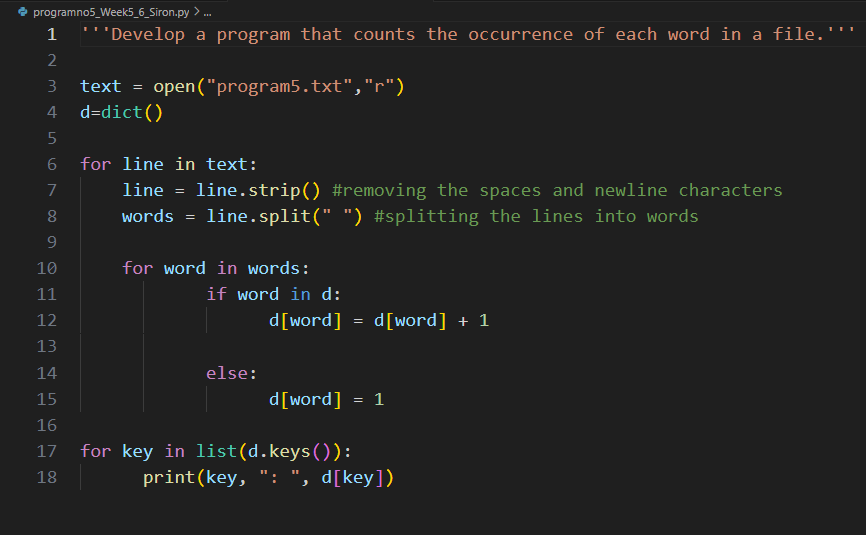 programno5_Week5_6_Siron.py > ...
1 '''Develop a program that counts the occurrence of each word in a file.'''
2
3 text = open("program5.txt","r")
4 d=dict()
5
6 for line in text:
7     line = line.strip() #removing the spaces and newline characters
8     words = line.split(" ") #splitting the lines into words
9
10     for word in words:
11             if word in d:
12                   d[word] = d[word] + 1
13
14             else:
15                   d[word] = 1
16
17 for key in list(d.keys()):
18       print(key, ": ", d[key])